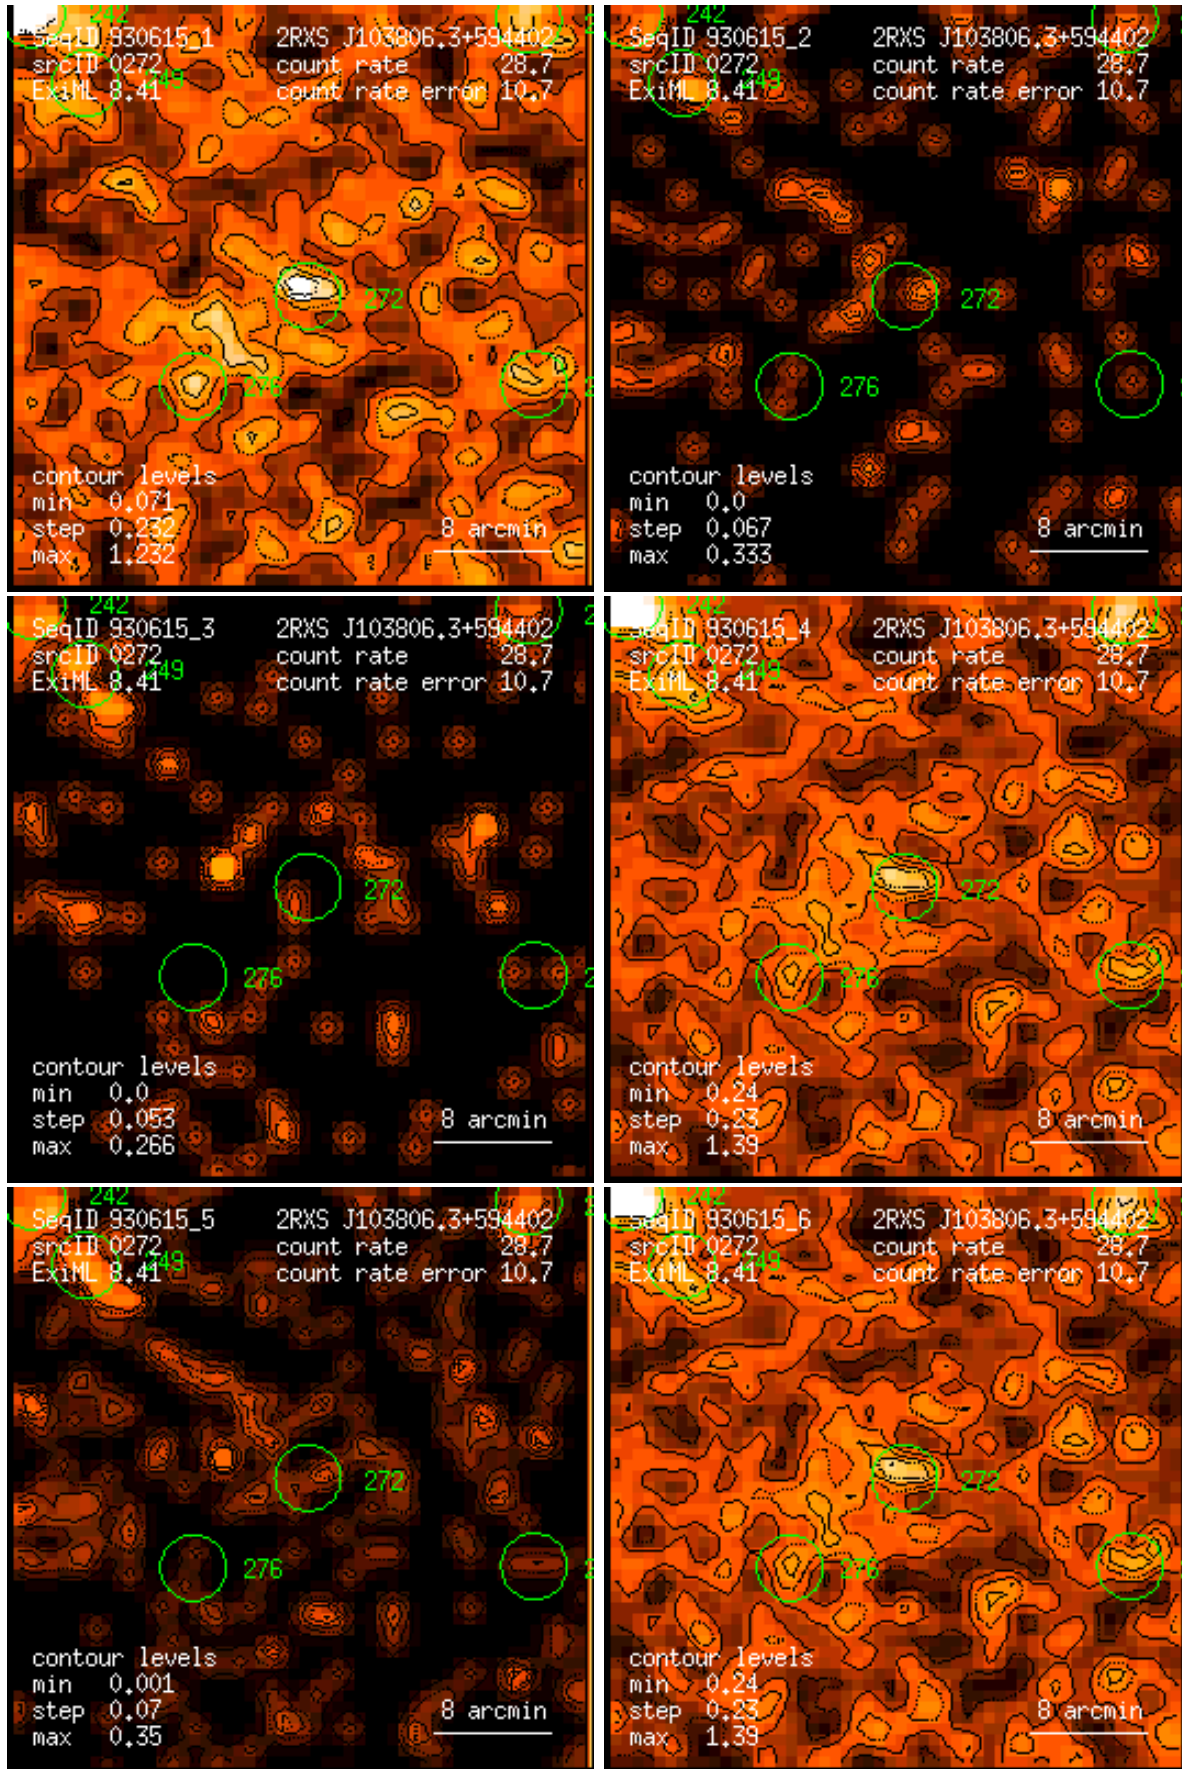 242
SeqID 930615_1 2RXS J103806.3+594402
srcID 0272 count rate 28.7
249
ExiML 8.41 count rate error 10.7
272
276
contour levels
min 0.071
step 0.232 8 arcmin
max 1.232
242
SeqID 930615_2 2RXS J103806.3+594402
srcID 0272 count rate 28.7
249
ExiML 8.41 count rate error 10.7
272
276
contour levels
min 0.0
step 0.067 8 arcmin
max 0.333
242
SeqID 930615_3 2RXS J103806.3+594402
srcID 0272 count rate 28.7
249
ExiML 8.41 count rate error 10.7
272
276
contour levels
min 0.0
step 0.053 8 arcmin
max 0.266
242
SeqID 930615_4 2RXS J103806.3+594402
srcID 0272 count rate 28.7
249
ExiML 8.41 count rate error 10.7
272
276
contour levels
min 0.24
step 0.23 8 arcmin
max 1.39
242
SeqID 930615_5 2RXS J103806.3+594402
srcID 0272 count rate 28.7
249
ExiML 8.41 count rate error 10.7
272
276
contour levels
min 0.001
step 0.07 8 arcmin
max 0.35
242
SeqID 930615_6 2RXS J103806.3+594402
srcID 0272 count rate 28.7
249
ExiML 8.41 count rate error 10.7
272
276
contour levels
min 0.24
step 0.23 8 arcmin
max 1.39